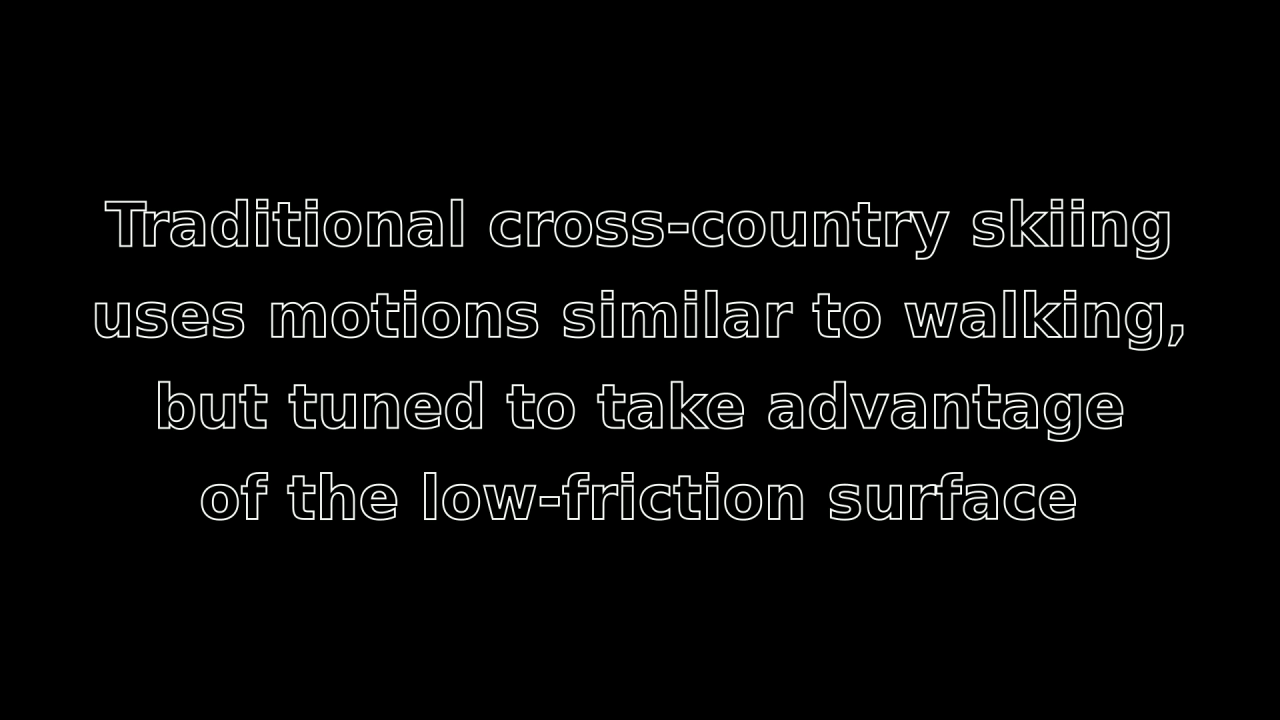 Traditional cross-country skiing
uses motions similar to walking,
but tuned to take advantage
of the low-friction surface